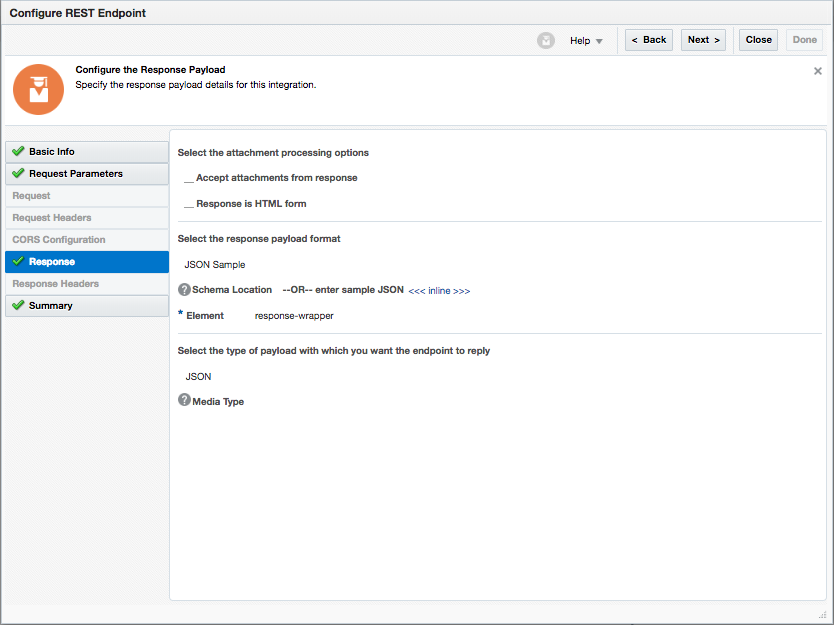 Configure REST Endpoint
Help
< Back
Next >
Close
Done
Configure the Response Payload
Specify the response payload details for this integration.
Basic Info
Request Parameters
Request
Request Headers
CORS Configuration
Response
Response Headers
Summary
Select the attachment processing options
__ Accept attachments from response
__ Response is HTML form
Select the response payload format
JSON Sample
? Schema Location --OR-- enter sample JSON <<< inline >>>
* Element response-wrapper
Select the type of payload with which you want the endpoint to reply
JSON
? Media Type